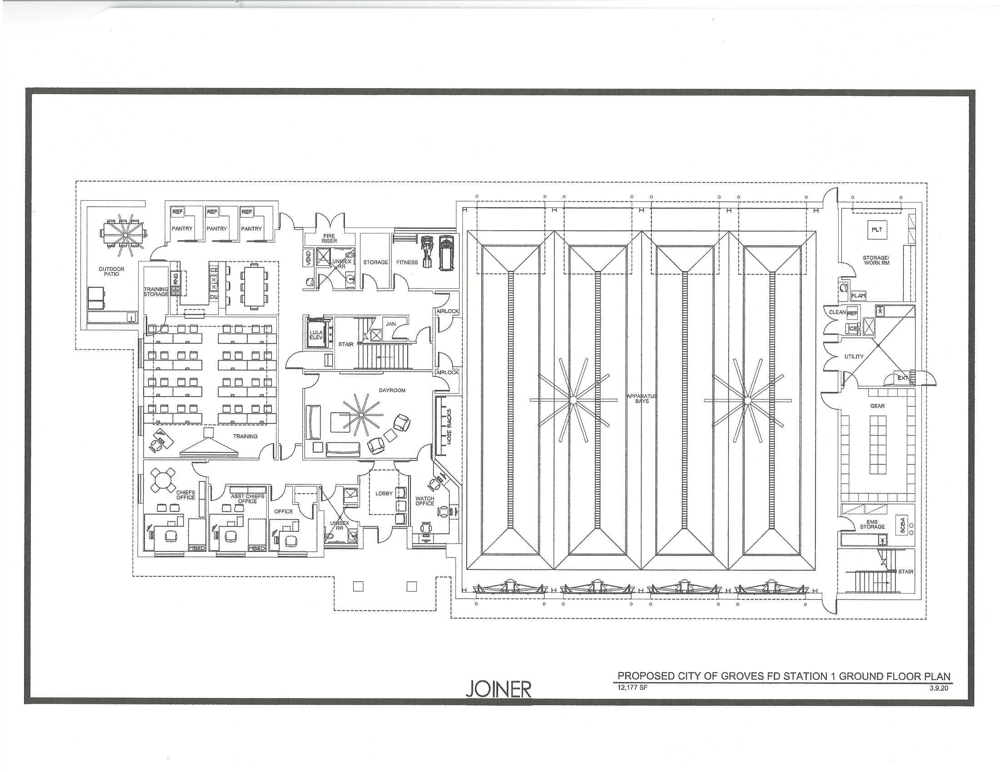 REF
REF
REF
PANTRY
PANTRY
PANTRY
FIRE
RISER
PLT
VEND
UNISEX
RR
STORAGE
FITNESS
STORAGE/
WORK RM
OUTDOOR
PATIO
RNG
ICE
DW
TRAINING
STORAGE
FLAM
AIRLOCK
CLEAN
REF
ICE
JAN
LULA
ELEV
STAIR
UTILITY
AIRLOCK
EXT
DAYROOM
APPARATUS
BAYS
GEAR
HOSE RACKS
TRAINING
CHIEFS
OFFICE
ASST CHIEFS
OFFICE
OFFICE
LOBBY
WATCH
OFFICE
UNISEX
RR
EMS
STORAGE
SCBA
MBED
MBED
STAIR
PROPOSED CITY OF GROVES FD STATION 1 GROUND FLOOR PLAN
12,177 SF
3.9.20
JOINER